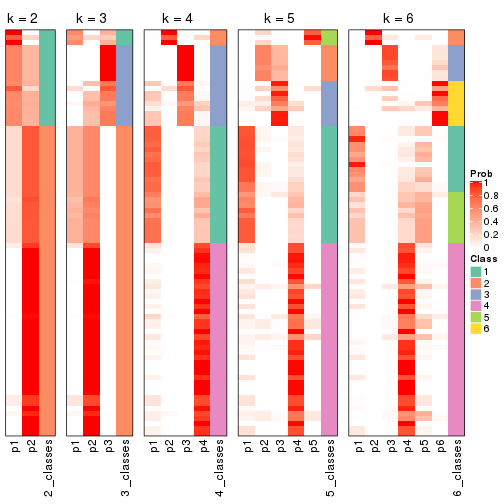 k = 2
k = 3
k = 4
k = 5
k = 6
Prob
1
0.8
0.6
0.4
0.2
0
Class
1
2
3
4
5
6
p1
p2
2_classes
p1
p2
p3
3_classes
p1
p2
p3
p4
4_classes
p1
p2
p3
p4
p5
5_classes
p1
p2
p3
p4
p5
p6
6_classes